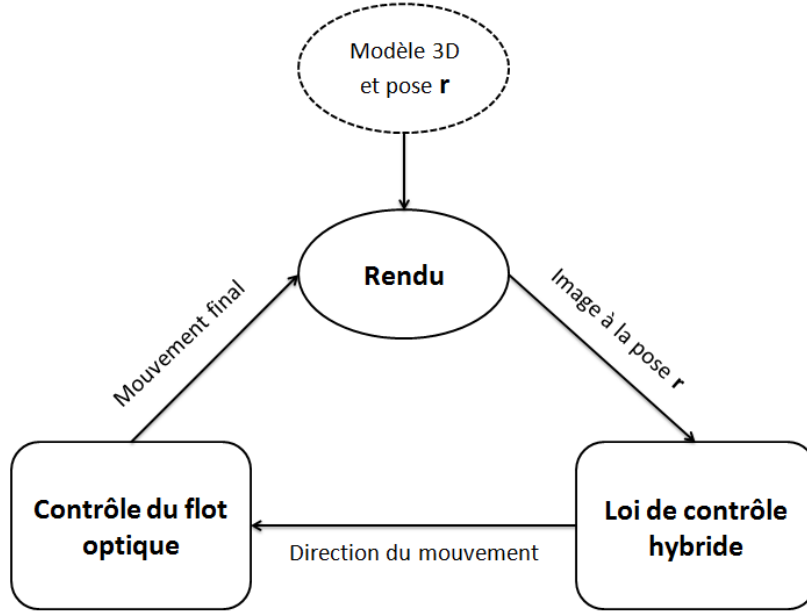 Modèle 3D
et pose r
Rendu
Mouvement final
Image à la pose r
Contrôle du flot
optique
Direction du mouvement
Loi de contrôle
hybride